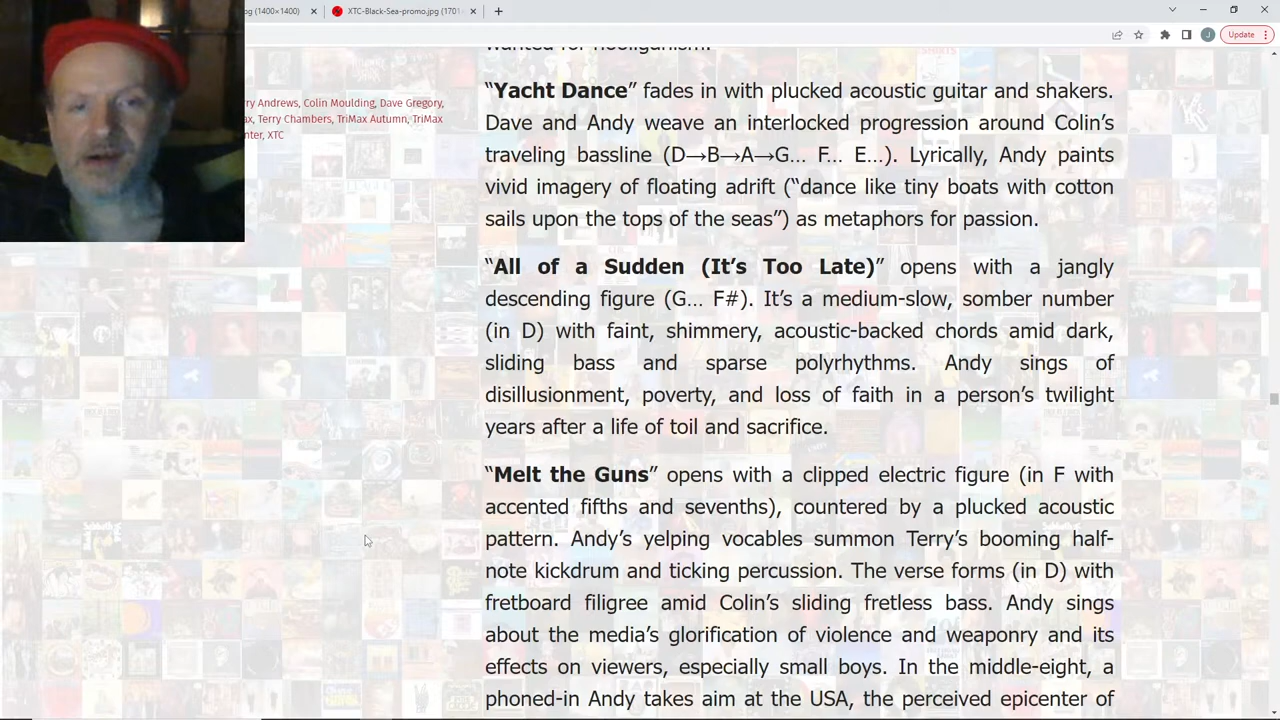 pg (1400×1400)
XTC-Black-Sea-promo.jpg (1701
J
Update
wanted for hooliganism.
ry Andrews, Colin Moulding, Dave Gregory,
ax, Terry Chambers, TriMax Autumn, TriMax
nter, XTC
“Yacht Dance” fades in with plucked acoustic guitar and shakers.
Dave and Andy weave an interlocked progression around Colin’s
traveling bassline (D→B→A→G… F… E…). Lyrically, Andy paints
vivid imagery of floating adrift (“dance like tiny boats with cotton
sails upon the tops of the seas”) as metaphors for passion.
“All of a Sudden (It’s Too Late)” opens with a jangly
descending figure (G… F#). It’s a medium-slow, somber number
(in D) with faint, shimmery, acoustic-backed chords amid dark,
sliding bass and sparse polyrhythms. Andy sings of
disillusionment, poverty, and loss of faith in a person’s twilight
years after a life of toil and sacrifice.
“Melt the Guns” opens with a clipped electric figure (in F with
accented fifths and sevenths), countered by a plucked acoustic
pattern. Andy’s yelping vocables summon Terry’s booming half-
note kickdrum and ticking percussion. The verse forms (in D) with
fretboard filigree amid Colin’s sliding fretless bass. Andy sings
about the media’s glorification of violence and weaponry and its
effects on viewers, especially small boys. In the middle-eight, a
phoned-in Andy takes aim at the USA, the perceived epicenter of